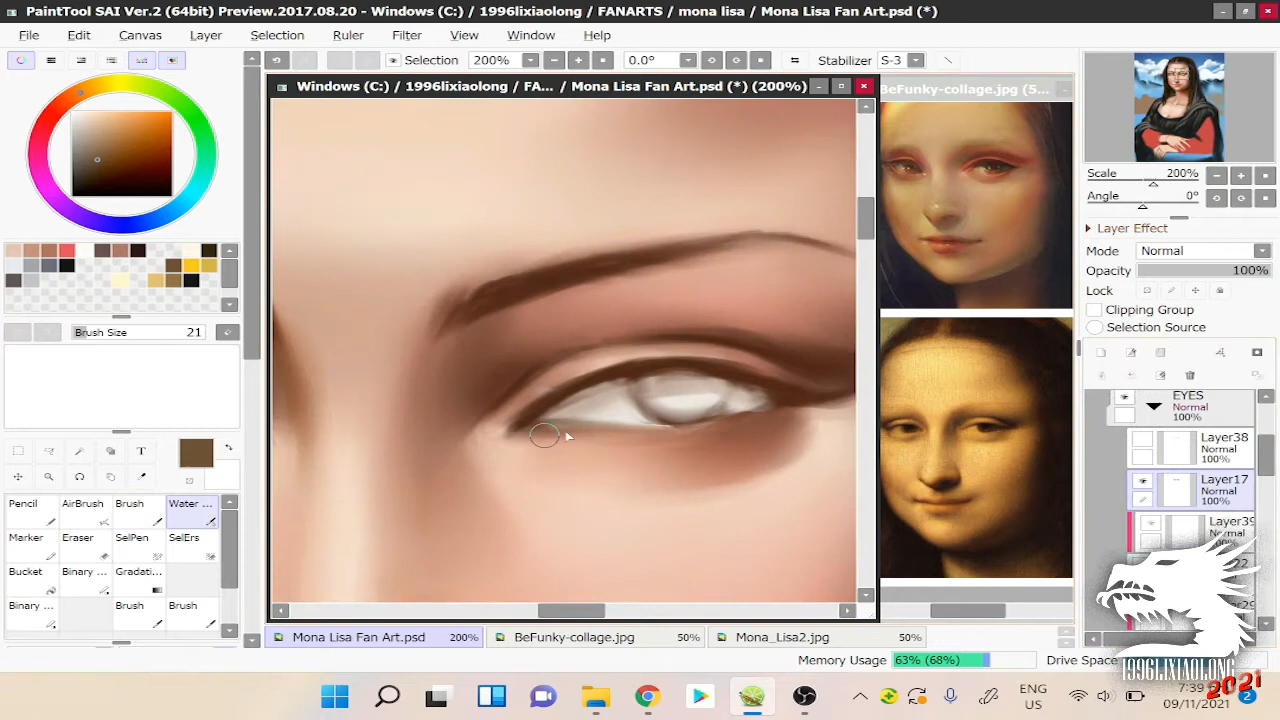 PaintTool SAI Ver.2 (64bit) Preview.2017.08.20 - Windows (C:) / 1996lixiaolong / FANARTS / mona lisa / Mona Lisa Fan Art.psd (*)
File Edit Canvas Layer Selection Ruler Filter View Window Help
Selection 200% 0.0° Stabilizer S-3
Windows (C:) / 1996lixiaolong / FA... / Mona Lisa Fan Art.psd (*) (200%)
BeFunky-collage.jpg (5...
Scale 200%
Angle 0°
Layer Effect
Mode Normal
Opacity 100%
Lock
Clipping Group
Selection Source
Brush Size 21
EYES
Normal
100%
Layer38
Normal
100%
Layer17
Normal
100%
Layer39
Normal
100%
T
Pencil AirBrush Brush Water ...
Marker Eraser SelPen SelErs
Bucket Binary ... Gradati...
Binary ... Brush Brush
Mona Lisa Fan Art.psd 200% BeFunky-collage.jpg 50% Mona_Lisa2.jpg 50%
Memory Usage 63% (68%) Drive Space
1996LIXIAOLONG
2021
ENG
US
7:39
09/11/2021
2